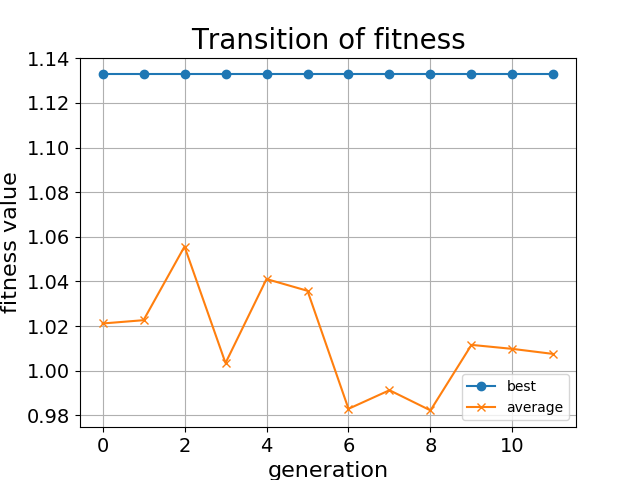 Transition of fitness
1.14
1.12
1.10
1.08
1.06
1.04
1.02
1.00
0.98
fitness value
best
average
0 2 4 6 8 10
generation